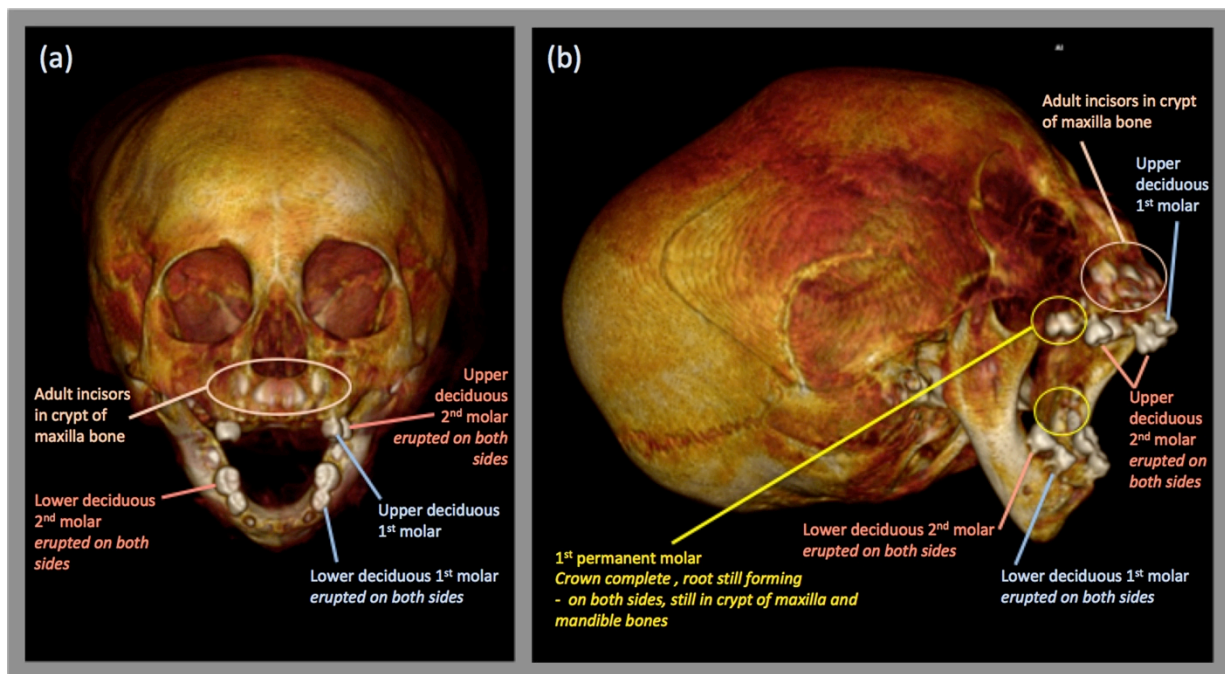 (a)
Adult incisors
in crypt of
maxilla bone
Upper
deciduous
2nd molar
erupted on both
sides
Lower deciduous
2nd molar
erupted on both
sides
Upper deciduous
1st molar
Lower deciduous 1st molar
erupted on both sides
(b)
Adult incisors in crypt
of maxilla bone
Upper
deciduous
1st molar
Upper
deciduous
2nd molar
erupted on
both sides
Lower deciduous 2nd molar
erupted on both sides
1st permanent molar
Crown complete , root still forming
- on both sides, still in crypt of maxilla and
mandible bones
Lower deciduous 1st molar
erupted on both sides